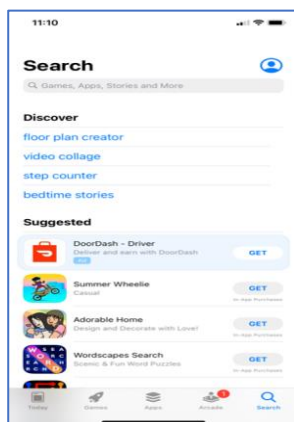 11:10
Search
Games, Apps, Stories and More
Discover
floor plan creator
video collage
step counter
bedtime stories
Suggested
DoorDash - Driver
Deliver and earn with DoorDash
Ad
GET
Summer Wheelie
Casual
GET
In-App Purchases
Adorable Home
Design and Decorate with Love!
GET
In-App Purchases
Wordscapes Search
Scenic & Fun Word Puzzles
GET
In-App Purchases
Today
Games
Apps
Arcade
Search